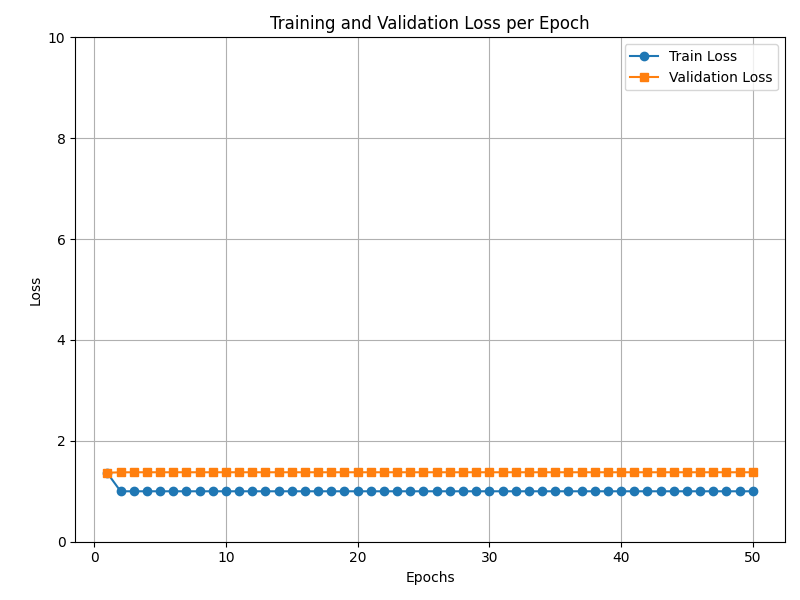 Training and Validation Loss per Epoch
Train Loss
Validation Loss
Loss
10
8
6
4
2
0
0 10 20 30 40 50
Epochs